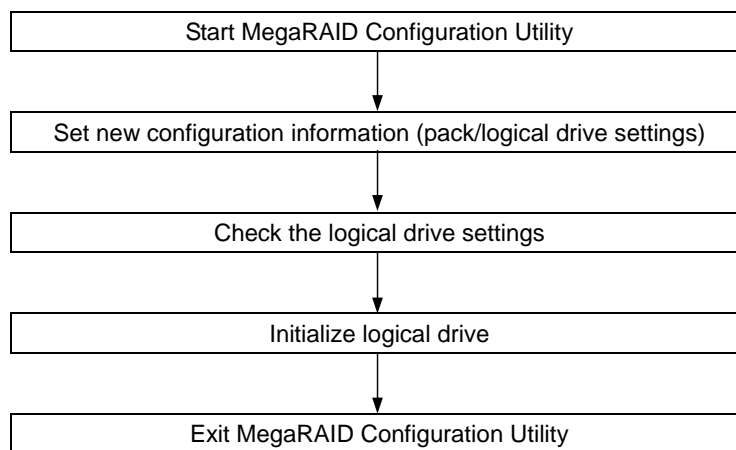 Start MegaRAID Configuration Utility
Set new configuration information (pack/logical drive settings)
Check the logical drive settings
Initialize logical drive
Exit MegaRAID Configuration Utility